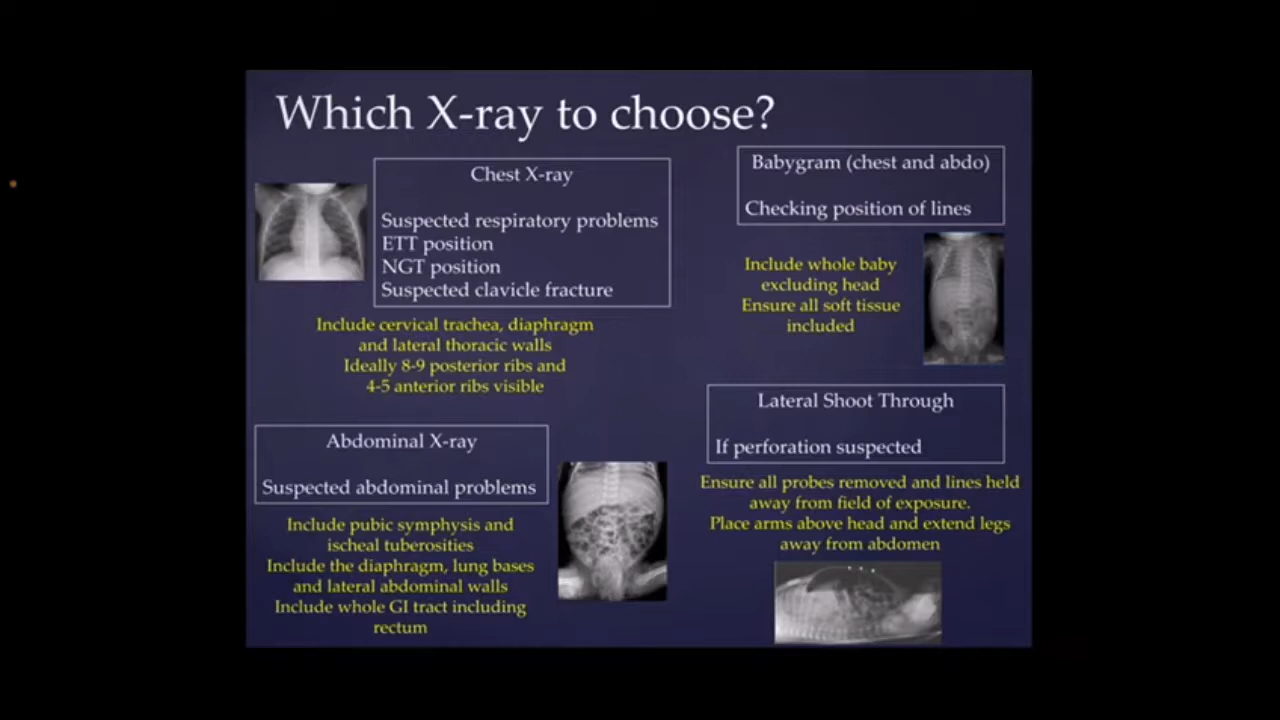 Which X-ray to choose?
Chest X-ray
Suspected respiratory problems
ETT position
NGT position
Suspected clavicle fracture
Include cervical trachea, diaphragm
and lateral thoracic walls
Ideally 8-9 posterior ribs and
4-5 anterior ribs visible
Babygram (chest and abdo)
Checking position of lines
Include whole baby
excluding head
Ensure all soft tissue
included
Abdominal X-ray
Suspected abdominal problems
Include pubic symphysis and
ischeal tuberosities
Include the diaphragm, lung bases
and lateral abdominal walls
Include whole GI tract including
rectum
Lateral Shoot Through
If perforation suspected
Ensure all probes removed and lines held
away from field of exposure.
Place arms above head and extend legs
away from abdomen